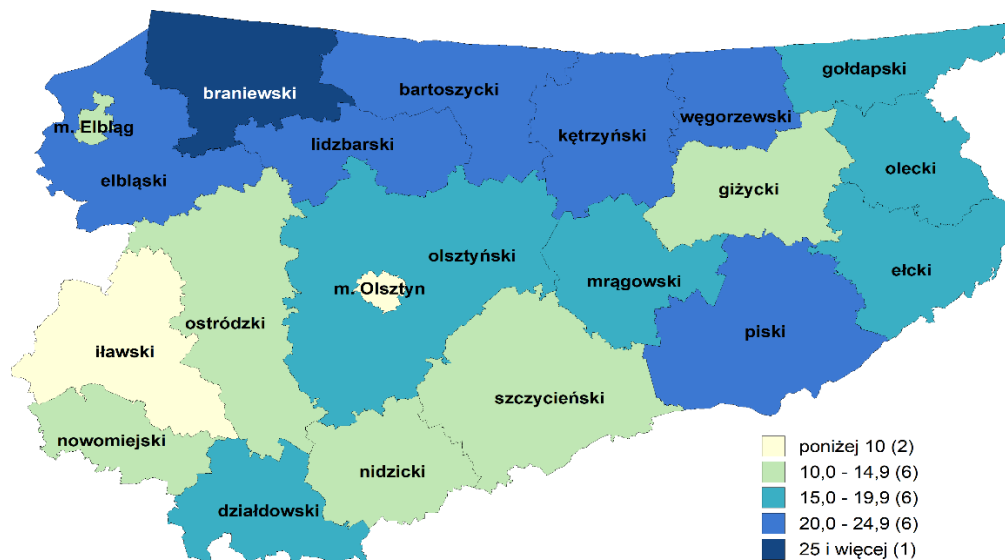 gołdapski
braniewski
bartoszycki
węgorzewski
m. Elbląg
kętrzyński
lidzbarski
olecki
elbląski
giżycki
olsztyński
ełcki
mrągowski
m. Olsztyn
ostródzki
piski
iławski
szczycieński
nowomiejski
nidzicki
działdowski
poniżej 10 (2)
10,0 - 14,9 (6)
15,0 - 19,9 (6)
20,0 - 24,9 (6)
25 i więcej (1)